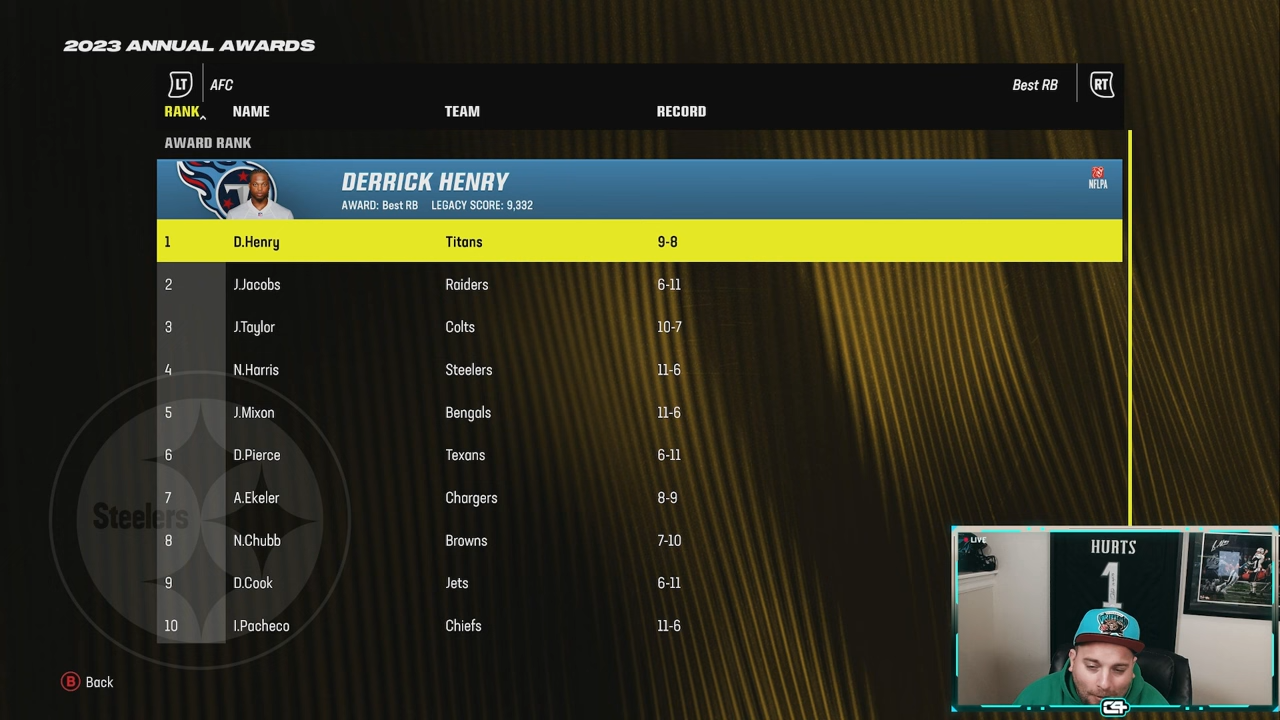 2023 ANNUAL AWARDS
LT AFC Best RB RT
RANK NAME TEAM RECORD
AWARD RANK
DERRICK HENRY
AWARD: Best RB LEGACY SCORE: 9,332
NFLPA
1 D.Henry Titans 9-8
2 J.Jacobs Raiders 6-11
3 J.Taylor Colts 10-7
4 N.Harris Steelers 11-6
5 J.Mixon Bengals 11-6
6 D.Pierce Texans 6-11
7 A.Ekeler Chargers 8-9
8 N.Chubb Browns 7-10
9 D.Cook Jets 6-11
10 I.Pacheco Chiefs 11-6
Steelers
B Back
LIVE
HURTS
1